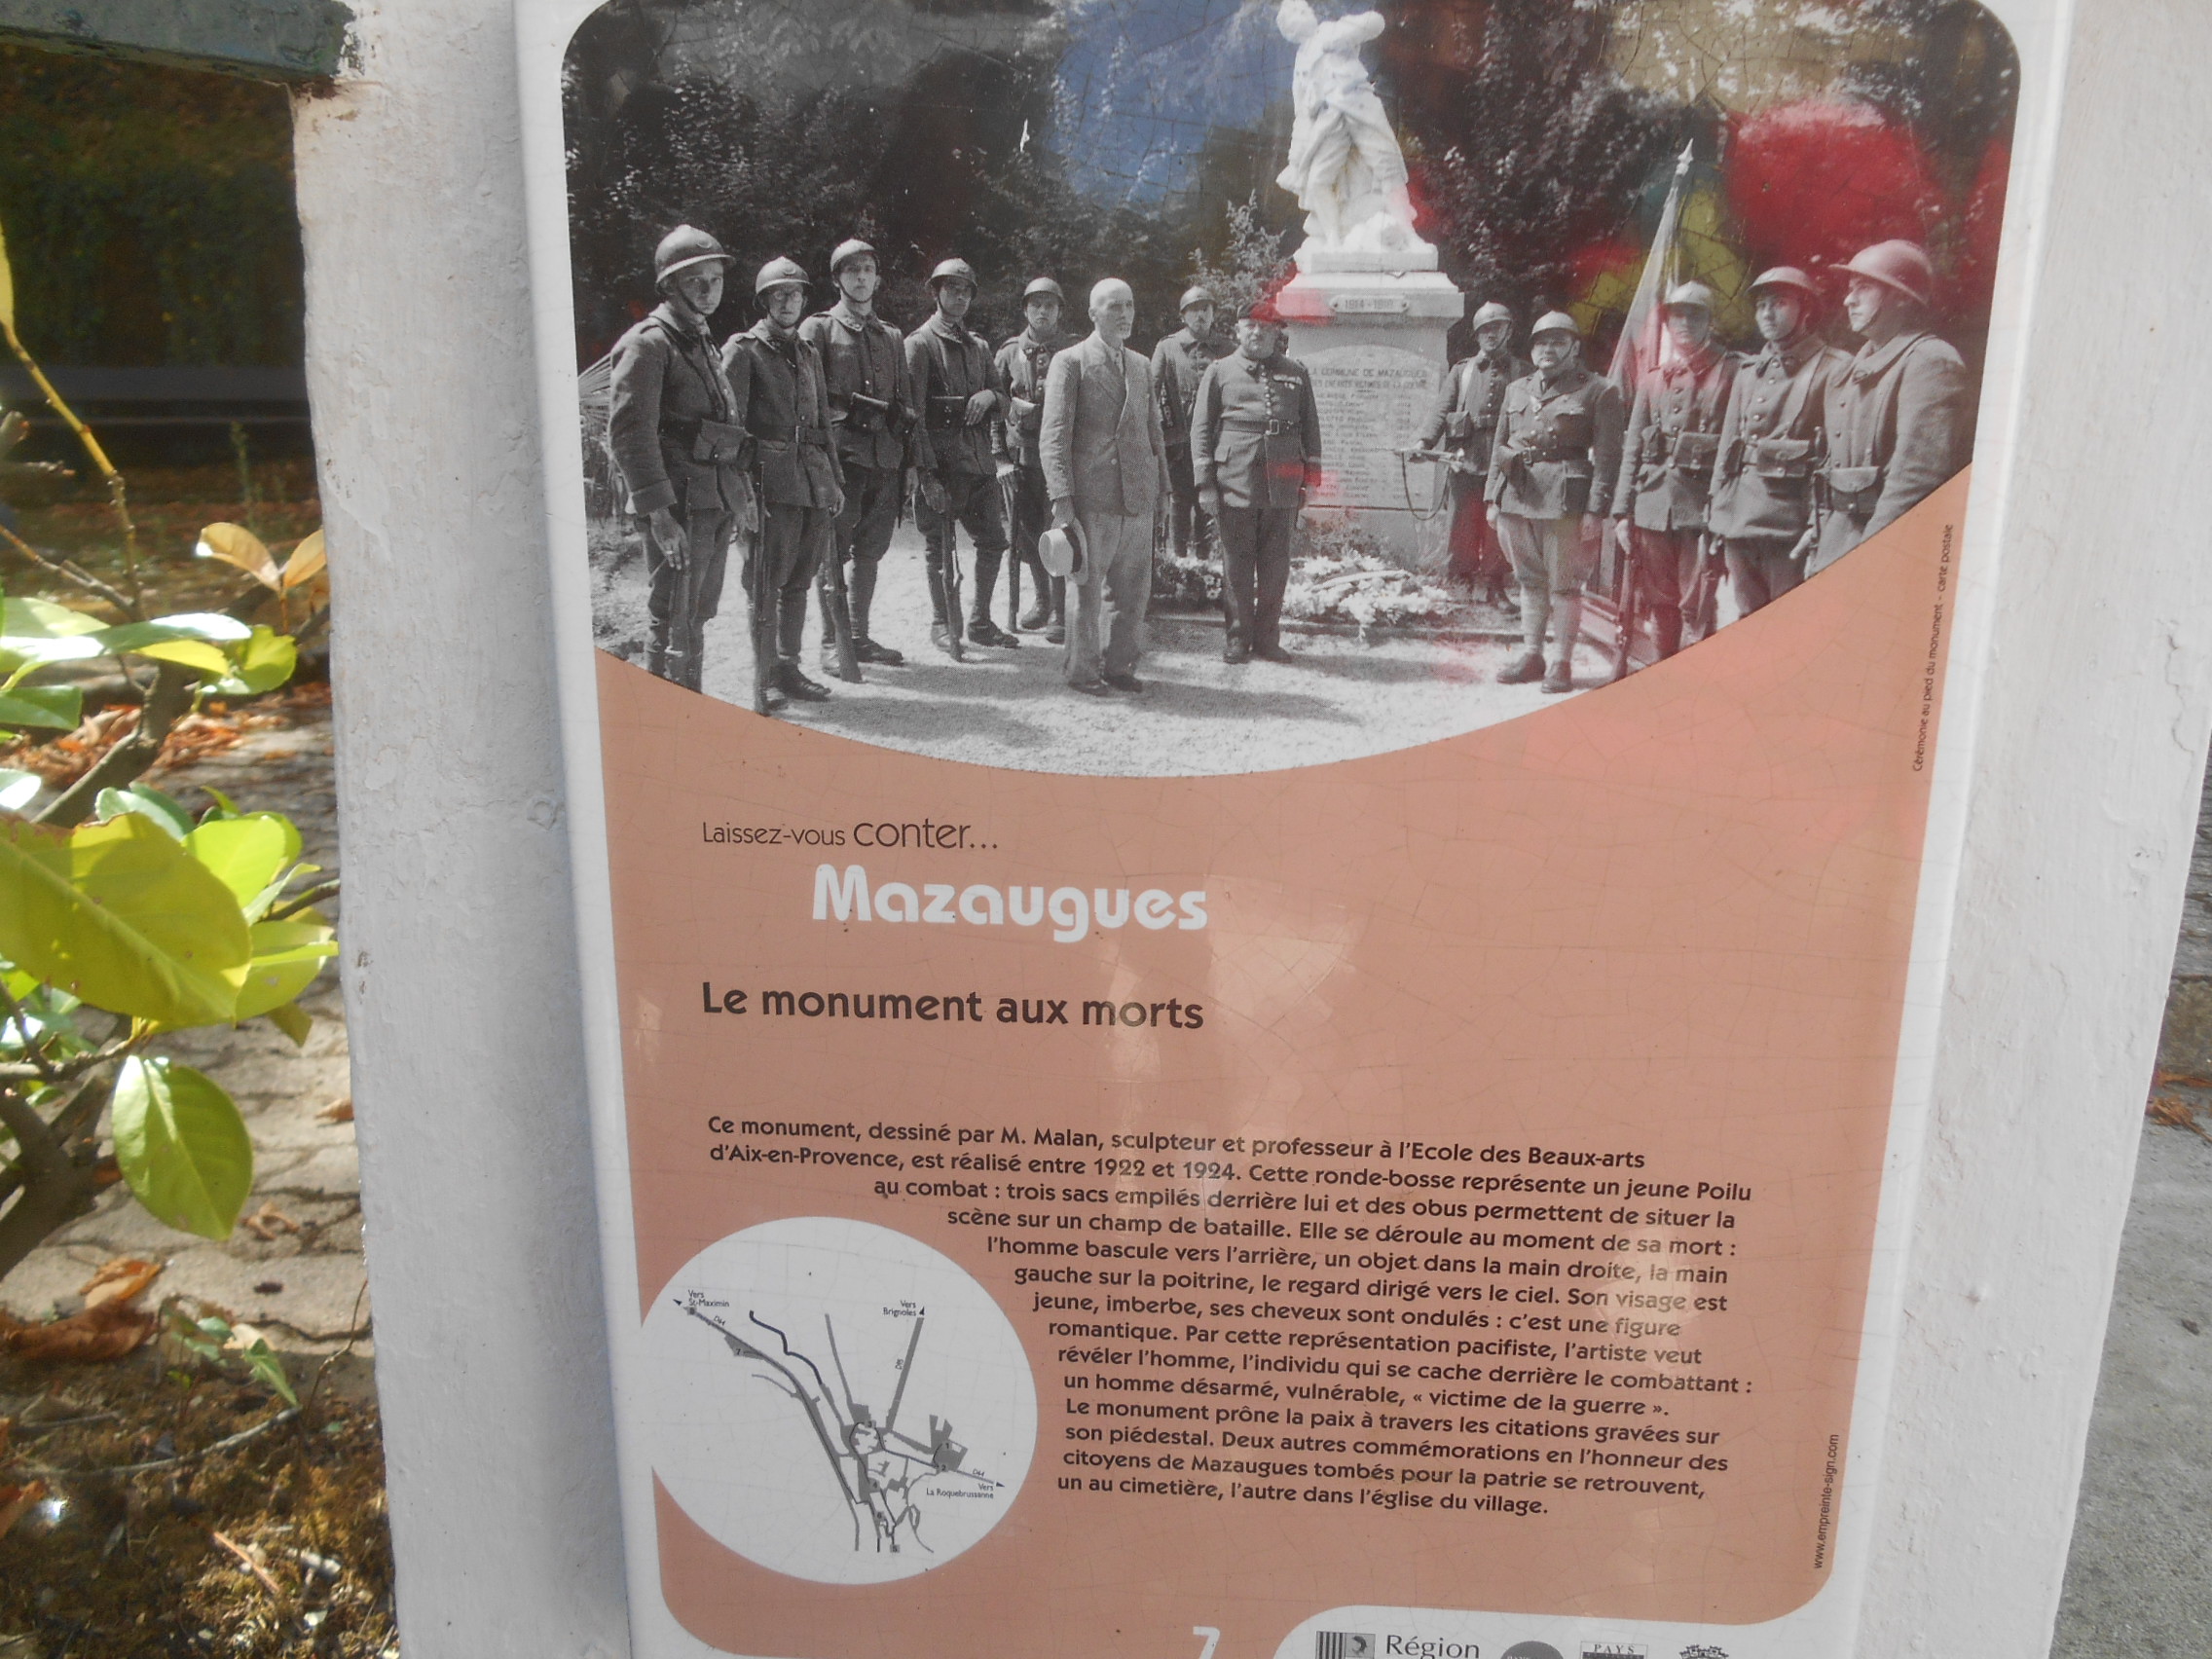 1914-1918
LA COMMUNE DE MAZAUGUES
Cérémonie au pied du monument - carte postale
Laissez-vous conter...
Mazaugues
Le monument aux morts
Ce monument, dessiné par M. Malan, sculpteur et professeur à l'Ecole des Beaux-arts
d'Aix-en-Provence, est réalisé entre 1922 et 1924. Cette ronde-bosse représente un jeune Poilu
au combat : trois sacs empilés derrière lui et des obus permettent de situer la
scène sur un champ de bataille. Elle se déroule au moment de sa mort :
l'homme bascule vers l'arrière, un objet dans la main droite, la main
gauche sur la poitrine, le regard dirigé vers le ciel. Son visage est
jeune, imberbe, ses cheveux sont ondulés : c'est une figure
romantique. Par cette représentation pacifiste, l'artiste veut
révéler l'homme, l'individu qui se cache derrière le combattant :
un homme désarmé, vulnérable, « victime de la guerre ».
Le monument prône la paix à travers les citations gravées sur
son piédestal. Deux autres commémorations en l'honneur des
citoyens de Mazaugues tombés pour la patrie se retrouvent,
un au cimetière, l'autre dans l'église du village.
Vers
St-Maximin
Vers
Brignoles
D64
D5
D64
Vers
La Roquebrussanne
www.empreinte-sign.com
7
Région
PAYS